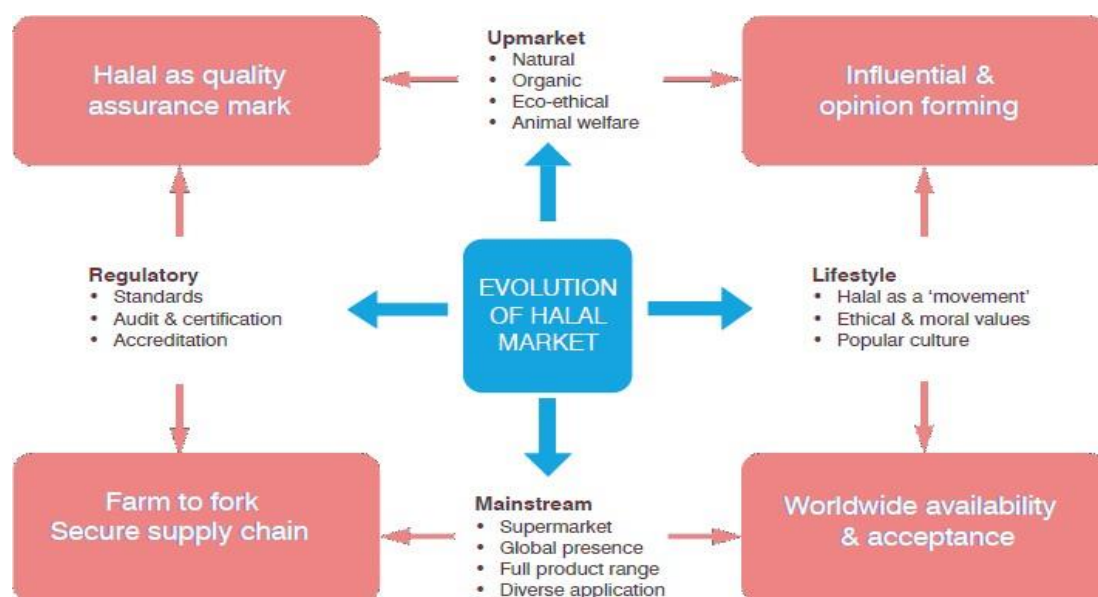 Halal as quality
assurance mark
Upmarket
• Natural
• Organic
• Eco-ethical
• Animal welfare
Influential &
opinion forming
Regulatory
• Standards
• Audit & certification
• Accreditation
EVOLUTION
OF HALAL
MARKET
Lifestyle
• Halal as a ‘movement’
• Ethical & moral values
• Popular culture
Farm to fork
Secure supply chain
Mainstream
• Supermarket
• Global presence
• Full product range
• Diverse application
Worldwide availability
& acceptance